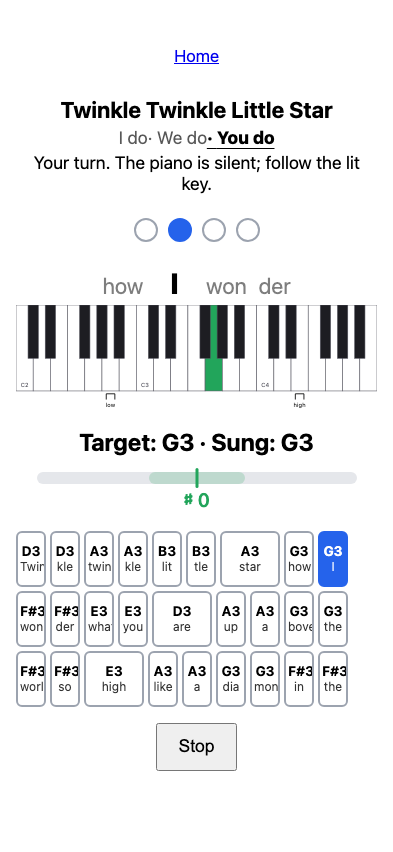 Home
Twinkle Twinkle Little Star
I do· We do· You do
Your turn. The piano is silent; follow the lit
key.
how I won der
C2 C3 C4
low high
Target: G3 · Sung: G3
# 0
D3 D3 A3 A3 B3 B3 A3 G3 G3
Twin kle twin kle lit tle star how I
F#3 F#3 E3 E3 D3 A3 A3 G3 G3
won der what you are up a bove the
F#3 F#3 E3 A3 A3 G3 G3 F#3 F#3
worl so high like a dia mon in the
Stop